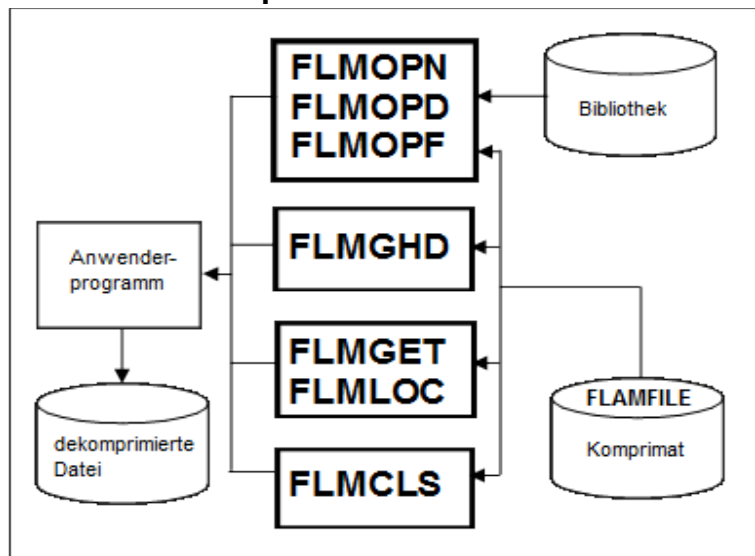 FLMOPN
FLMOPD
FLMOPF
Bibliothek
FLMGHD
Anwender-
programm
FLMGET
FLMLOC
FLAMFILE
Komprimat
dekomprimierte
Datei
FLMCLS